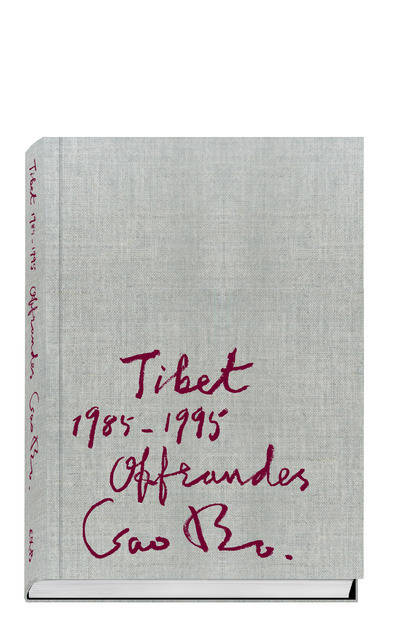 Tibet
1985-1995
Offrandes
Gao Bo.
Tibet 1985-1995 Offrandes Gao Bo.